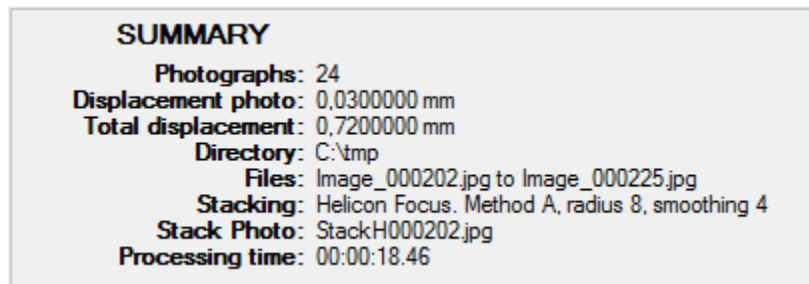 SUMMARY
Photographs: 24
Displacement photo: 0,0300000 mm
Total displacement: 0,7200000 mm
Directory: C:\tmp
Files: Image_000202.jpg to Image_000225.jpg
Stacking: Helicon Focus. Method A, radius 8, smoothing 4
Stack Photo: StackH000202.jpg
Processing time: 00:00:18.46